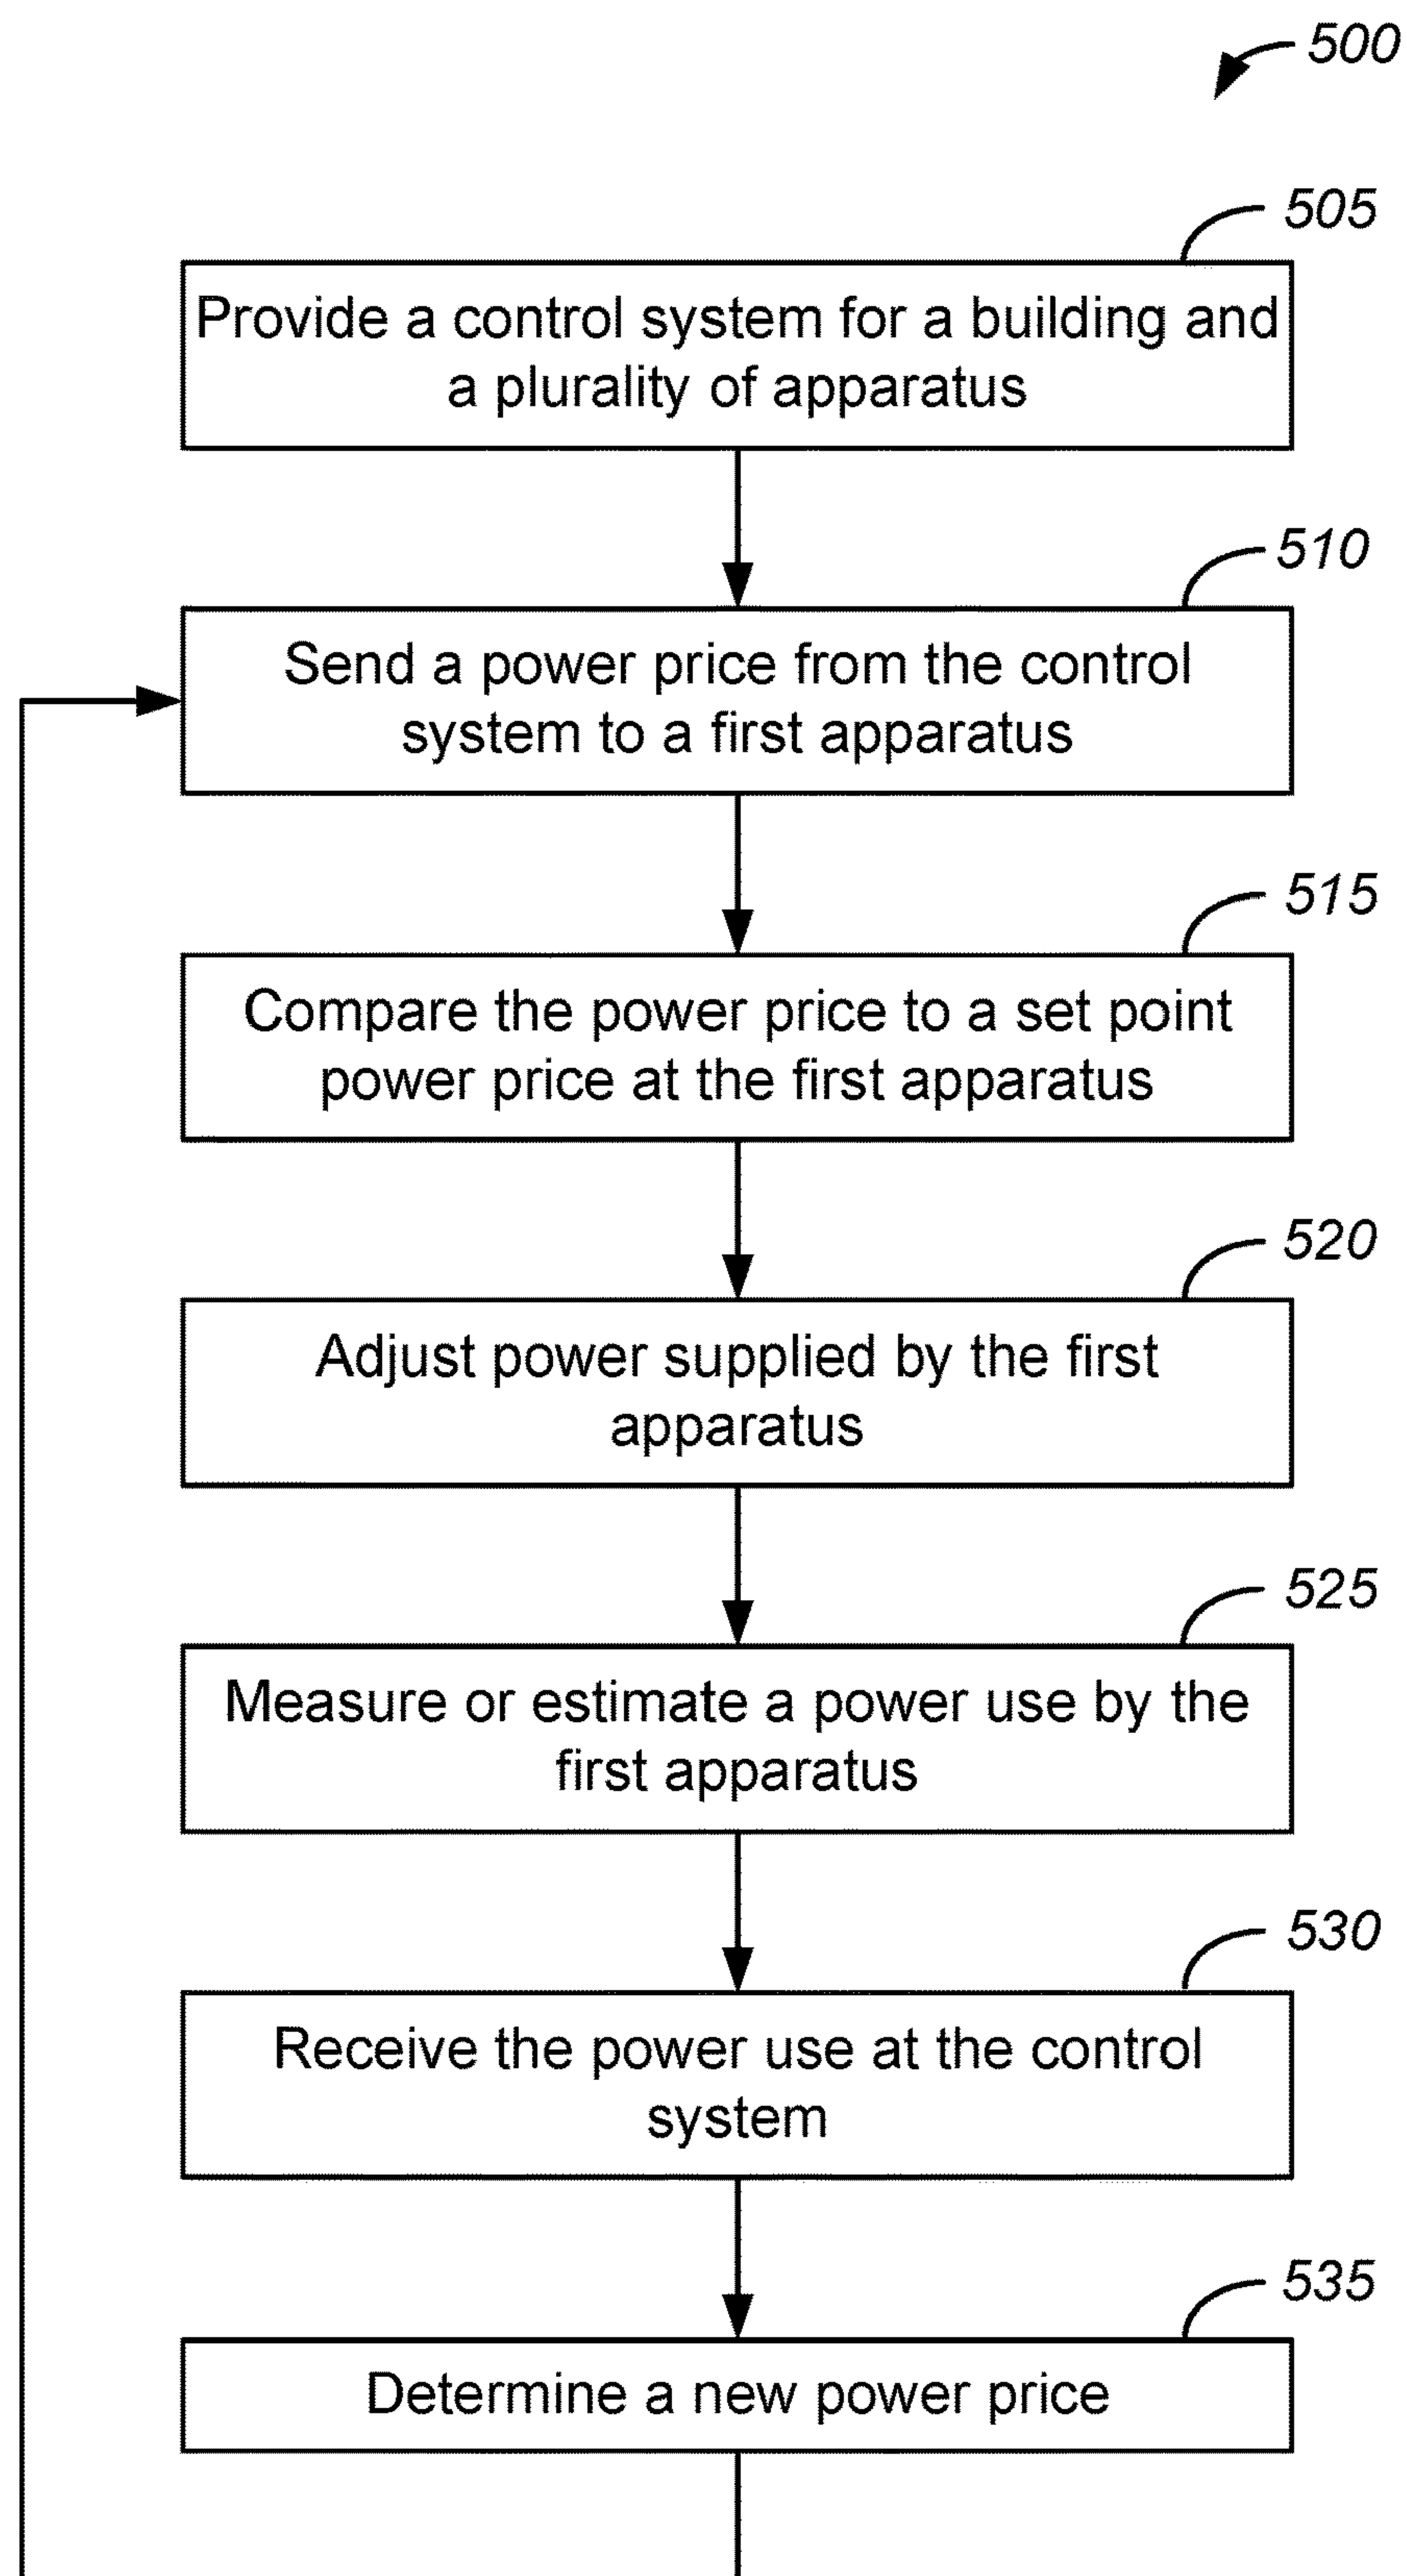 500
505
Provide a control system for a building and
a plurality of apparatus
510
Send a power price from the control
system to a first apparatus
515
Compare the power price to a set point
power price at the first apparatus
520
Adjust power supplied by the first
apparatus
525
Measure or estimate a power use by the
first apparatus
530
Receive the power use at the control
system
535
Determine a new power price